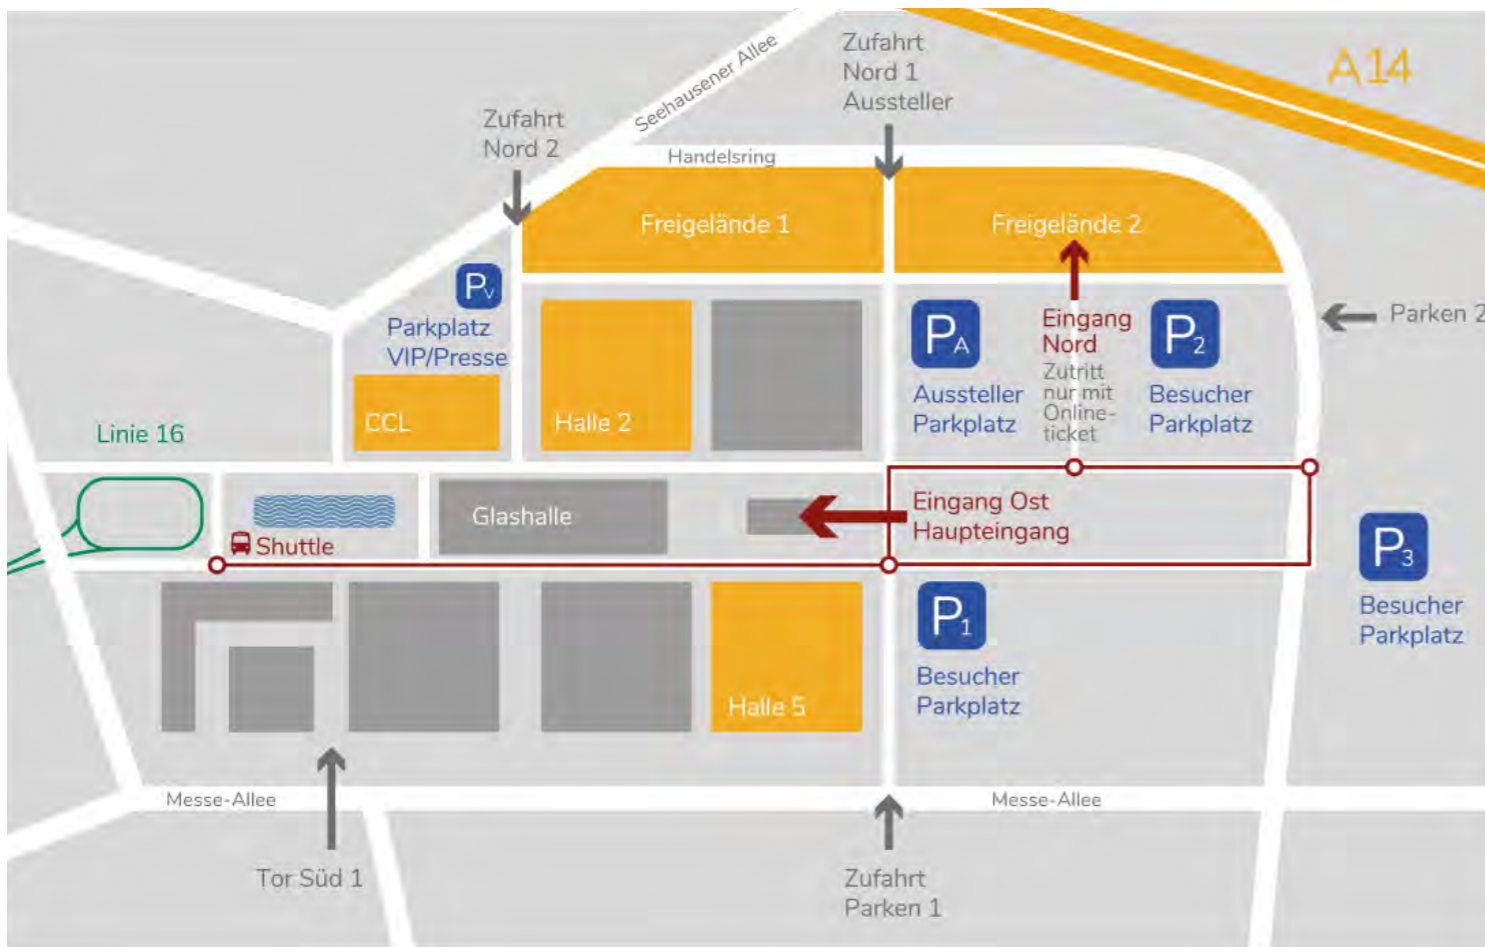 A14
Seehausener Allee
Zufahrt
Nord 1
Aussteller
Zufahrt
Nord 2
Handelsring
Freigelände 1
Freigelände 2
PV
Parkplatz
VIP/Presse
PA
Aussteller
Parkplatz
Eingang
Nord
Zutritt
nur mit
Online-
ticket
P2
Besucher
Parkplatz
Parken 2
CCL
Halle 2
Linie 16
Glashalle
Eingang Ost
Haupteingang
Shuttle
P3
Besucher
Parkplatz
P1
Besucher
Parkplatz
Halle 5
Messe-Allee
Messe-Allee
Tor Süd 1
Zufahrt
Parken 1